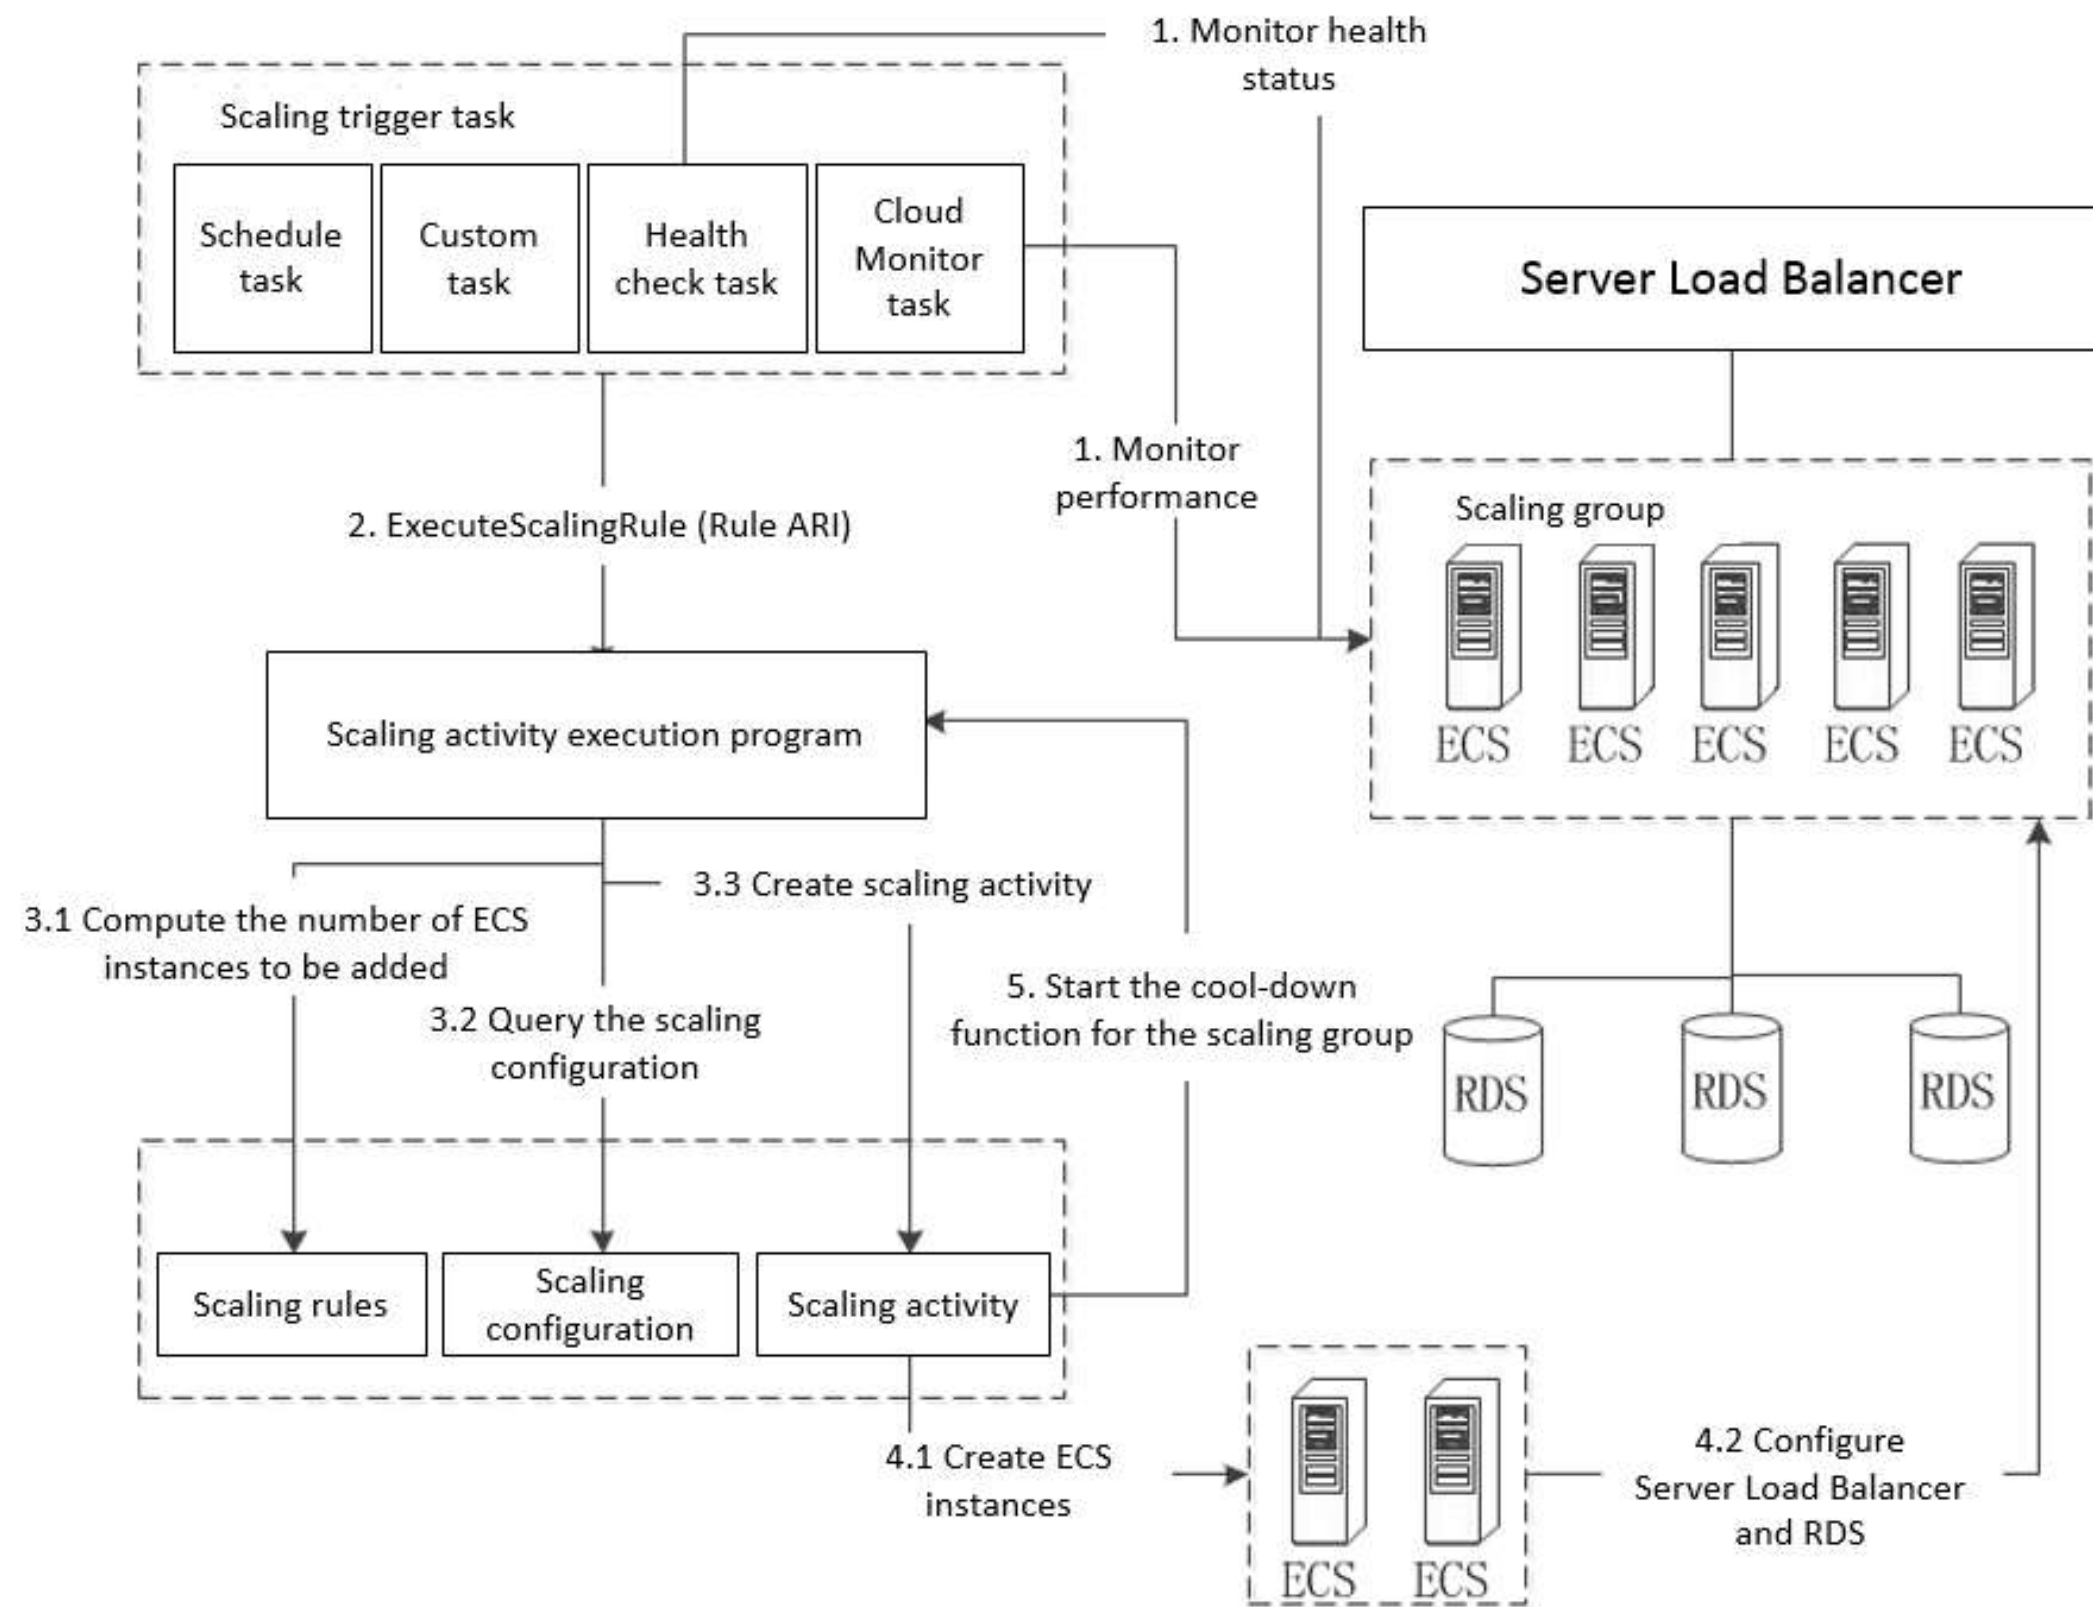 1. Monitor health
status
Scaling trigger task
Schedule
task
Custom
task
Health
check task
Cloud
Monitor
task
Server Load Balancer
1. Monitor
performance
2. ExecuteScalingRule (Rule ARI)
Scaling group
ECS
ECS
ECS
ECS
ECS
Scaling activity execution program
3.3 Create scaling activity
3.1 Compute the number of ECS
instances to be added
3.2 Query the scaling
configuration
5. Start the cool-down
function for the scaling group
RDS
RDS
RDS
Scaling rules
Scaling
configuration
Scaling activity
4.1 Create ECS
instances
ECS
ECS
4.2 Configure
Server Load Balancer
and RDS